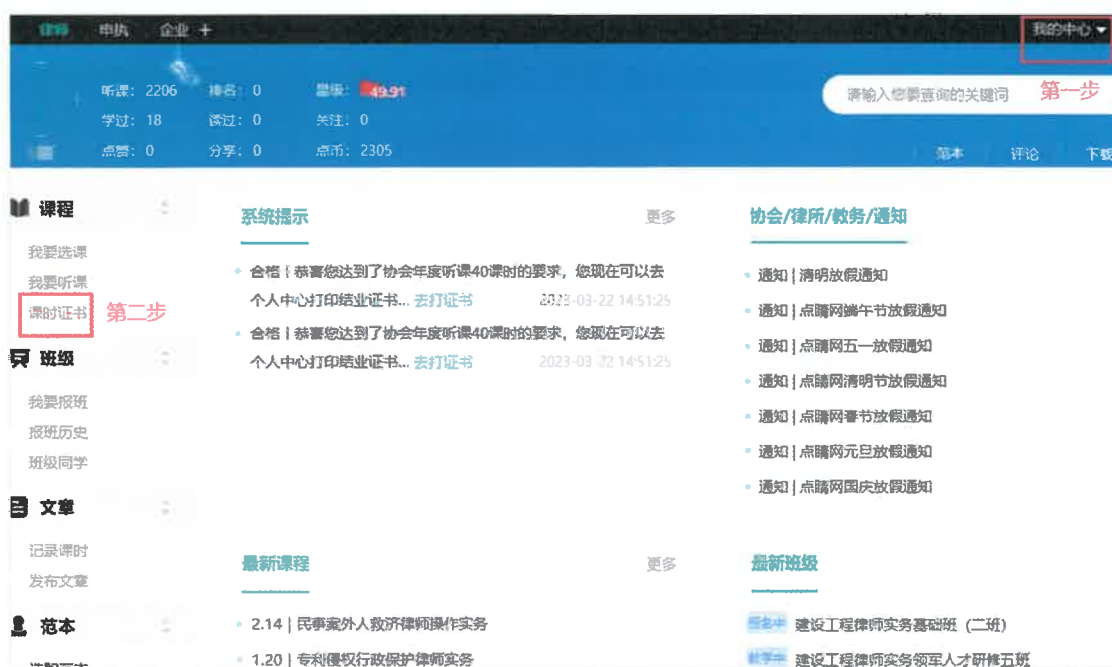 律师 申执 企业 +
我的中心
听课: 2206 排名: 0 星级: 49.91
请输入您要查询的关键词
第一步
学过: 18 读过: 0 关注: 0
点赞: 0 分享: 0 点币: 2305
范本 评论 下载
课程
我要选课
我要听课
课时证书
第二步
班级
我要报班
报班历史
班级同学
文章
记录课时
发布文章
范本
系统提示 更多
合格 | 恭喜您达到了协会年度听课40课时的要求，您现在可以去
个人中心打印结业证书... 去打证书 2023-03-22 14:51:25
合格 | 恭喜您达到了协会年度听课40课时的要求，您现在可以去
个人中心打印结业证书... 去打证书 2023-03-22 14:51:25
协会/律所/教务/通知
通知 | 清明放假通知
通知 | 点睛网端午节放假通知
通知 | 点睛网五一放假通知
通知 | 点睛网清明节放假通知
通知 | 点睛网春节放假通知
通知 | 点睛网元旦放假通知
通知 | 点睛网国庆放假通知
最新课程 更多
2.14 | 民事案外人救济律师操作实务
1.20 | 专利侵权行政保护律师实务
最新班级
报名中 建设工程律师实务基础班（二班）
教学中 建设工程律师实务领军人才研修五班